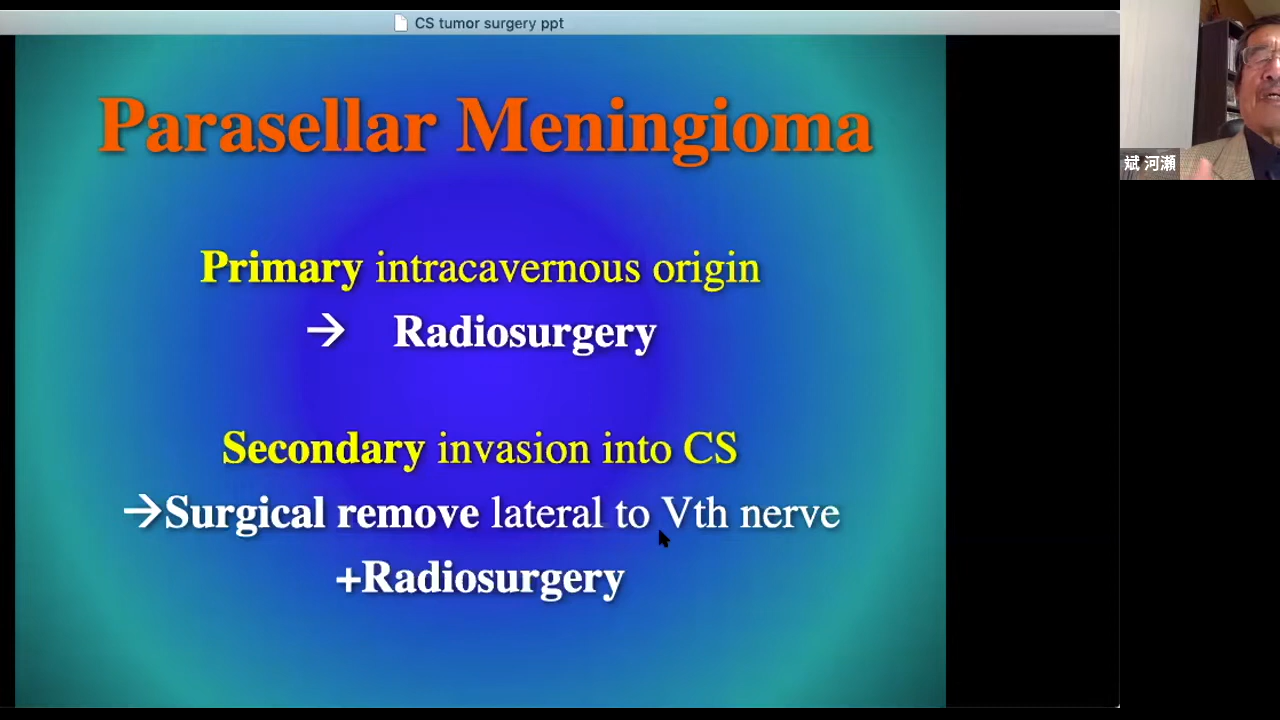 CS tumor surgery ppt
Parasellar Meningioma
Primary intracavernous origin
→ Radiosurgery
Secondary invasion into CS
→Surgical remove lateral to Vth nerve
+Radiosurgery
斌 河瀬